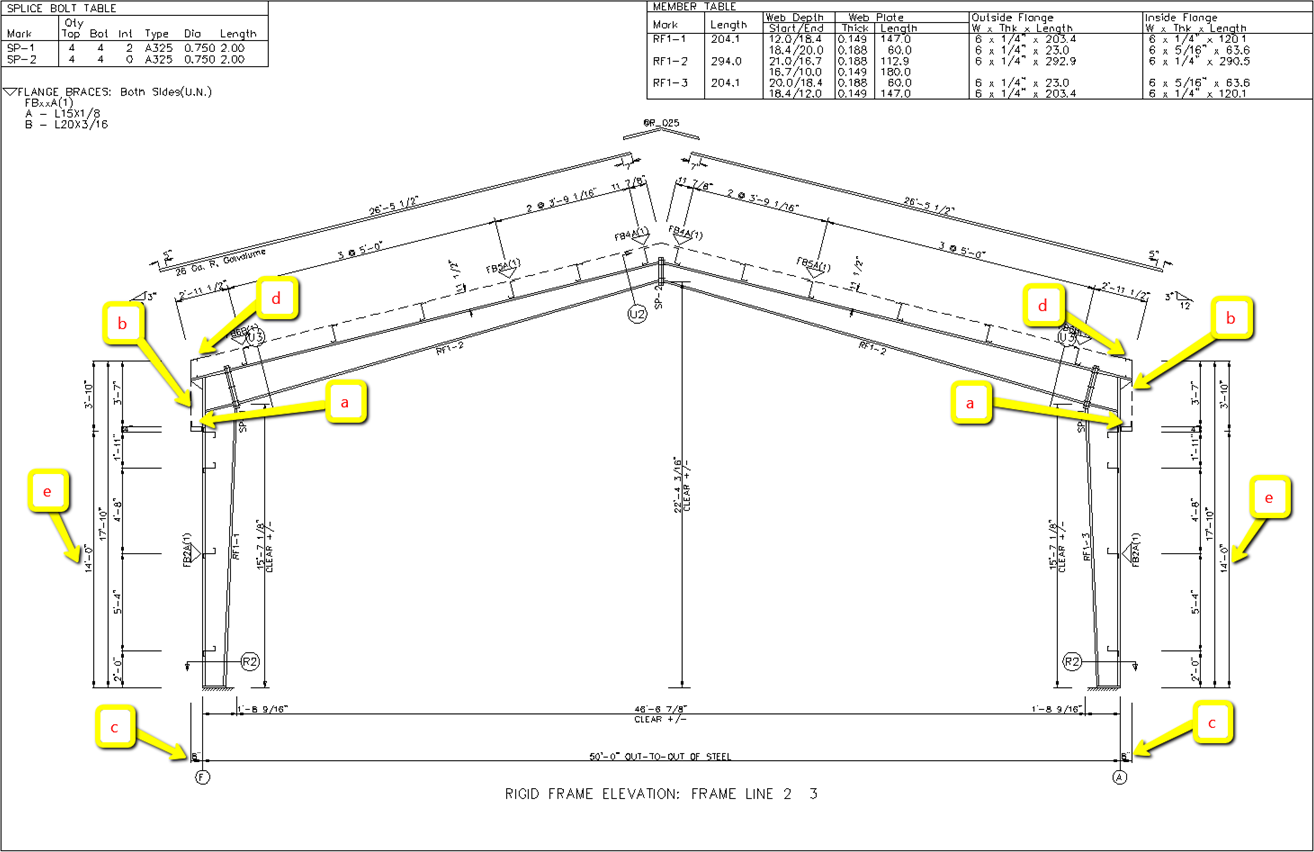 SPLICE BOLT TABLE
Qty
Mark Top Bot Int Type Dia Length
SP-1 4 4 2 A325 0.750 2.00
SP-2 4 4 0 A325 0.750 2.00
FLANGE BRACES: Both Sides(U.N.)
FBxxA(1)
A - L15X1/8
B - L20X3/16
MEMBER TABLE
Web Depth Web Plate Outside Flange Inside Flange
Mark Length Start/End Thick Length W x Thk x Length W x Thk x Length
RF1-1 204.1 12.0/18.4 0.149 147.0 6 x 1/4" x 203.4 6 x 1/4" x 120.1
18.4/20.0 0.188 60.0 6 x 1/4" x 23.0 6 x 5/16" x 63.6
RF1-2 294.0 21.0/16.7 0.188 112.9 6 x 1/4" x 292.9 6 x 1/4" x 290.5
16.7/10.0 0.149 180.0
RF1-3 204.1 20.0/18.4 0.188 60.0 6 x 1/4" x 23.0 6 x 5/16" x 63.6
18.4/12.0 0.149 147.0 6 x 1/4" x 203.4 6 x 1/4" x 120.1
@R_025
7" 7"
11 7/8" 11 7/8"
26'-5 1/2" 2 @ 3'-9 1/16" 2 @ 3'-9 1/16" 26'-5 1/2"
FB4A(1) FB4A(1)
5" 3 @ 5'-0" 3 @ 5'-0" 5"
26 Ga. R, Galvalume
FB5A(1) FB5A(1)
11 1/2" 11 1/2"
2'-11 1/2" 2'-11 1/2"
3" 3"
12
d d
b b
U3 U2 SP-2 U3
RF1-2 RF1-2
a a
3'-10" 3'-7" 3'-7" 3'-10"
SP SP
1'-11" 1'-11"
e e
14'-0" 17'-10" 4'-8" 4'-8" 17'-10" 14'-0"
22'-4 3/16"
CLEAR +/-
FB2A(1) RF1-1 15'-7 1/8" 15'-7 1/8" RF1-3 FB2A(1)
CLEAR +/- CLEAR +/-
5'-4" 5'-4"
R2 R2
2'-0" 2'-0"
1'-8 9/16" 46'-6 7/8" 1'-8 9/16"
CLEAR +/-
c c
8" 50'-0" OUT-TO-OUT OF STEEL 8"
F A
RIGID FRAME ELEVATION: FRAME LINE 2 3